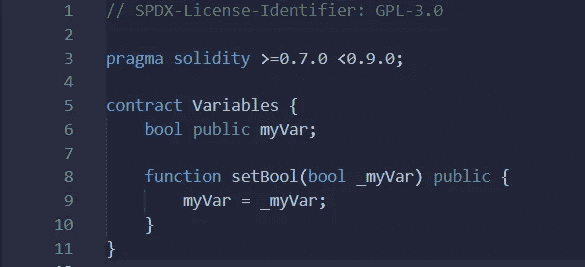 1 // SPDX-License-Identifier: GPL-3.0
2
3 pragma solidity >=0.7.0 <0.9.0;
4
5 contract Variables {
6     bool public myVar;
7
8     function setBool(bool _myVar) public {
9         myVar = _myVar;
10     }
11 }